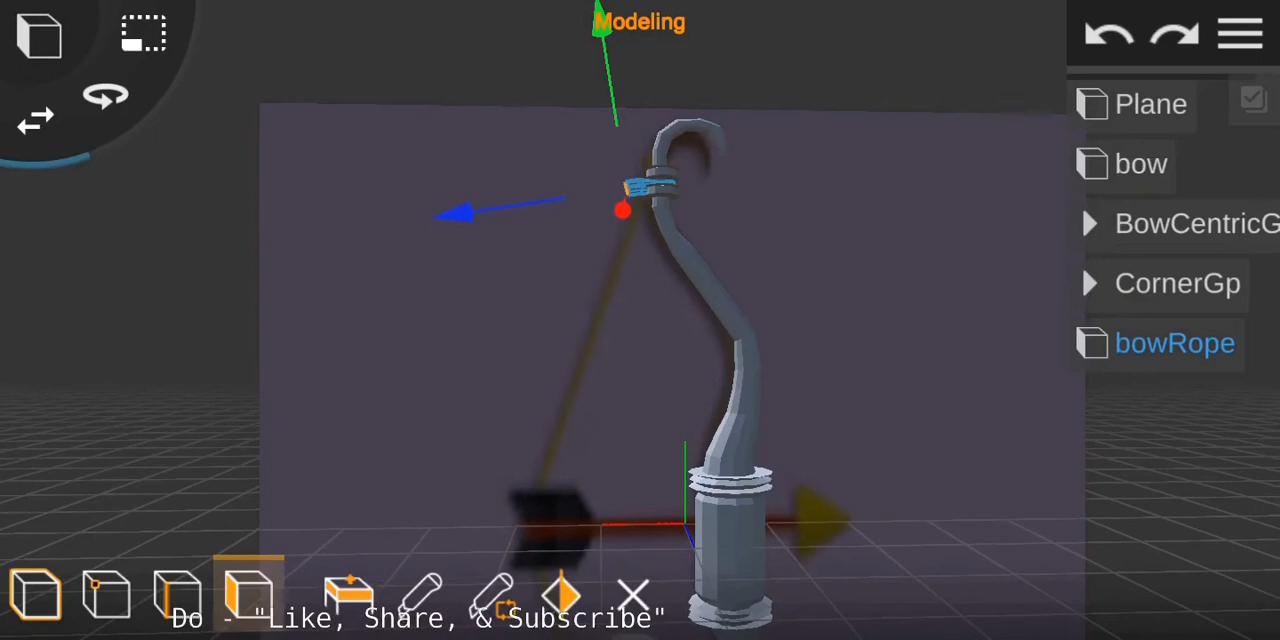 Modeling
Plane
bow
BowCentricG
CornerGp
bowRope
Do - "Like, Share, & Subscribe"